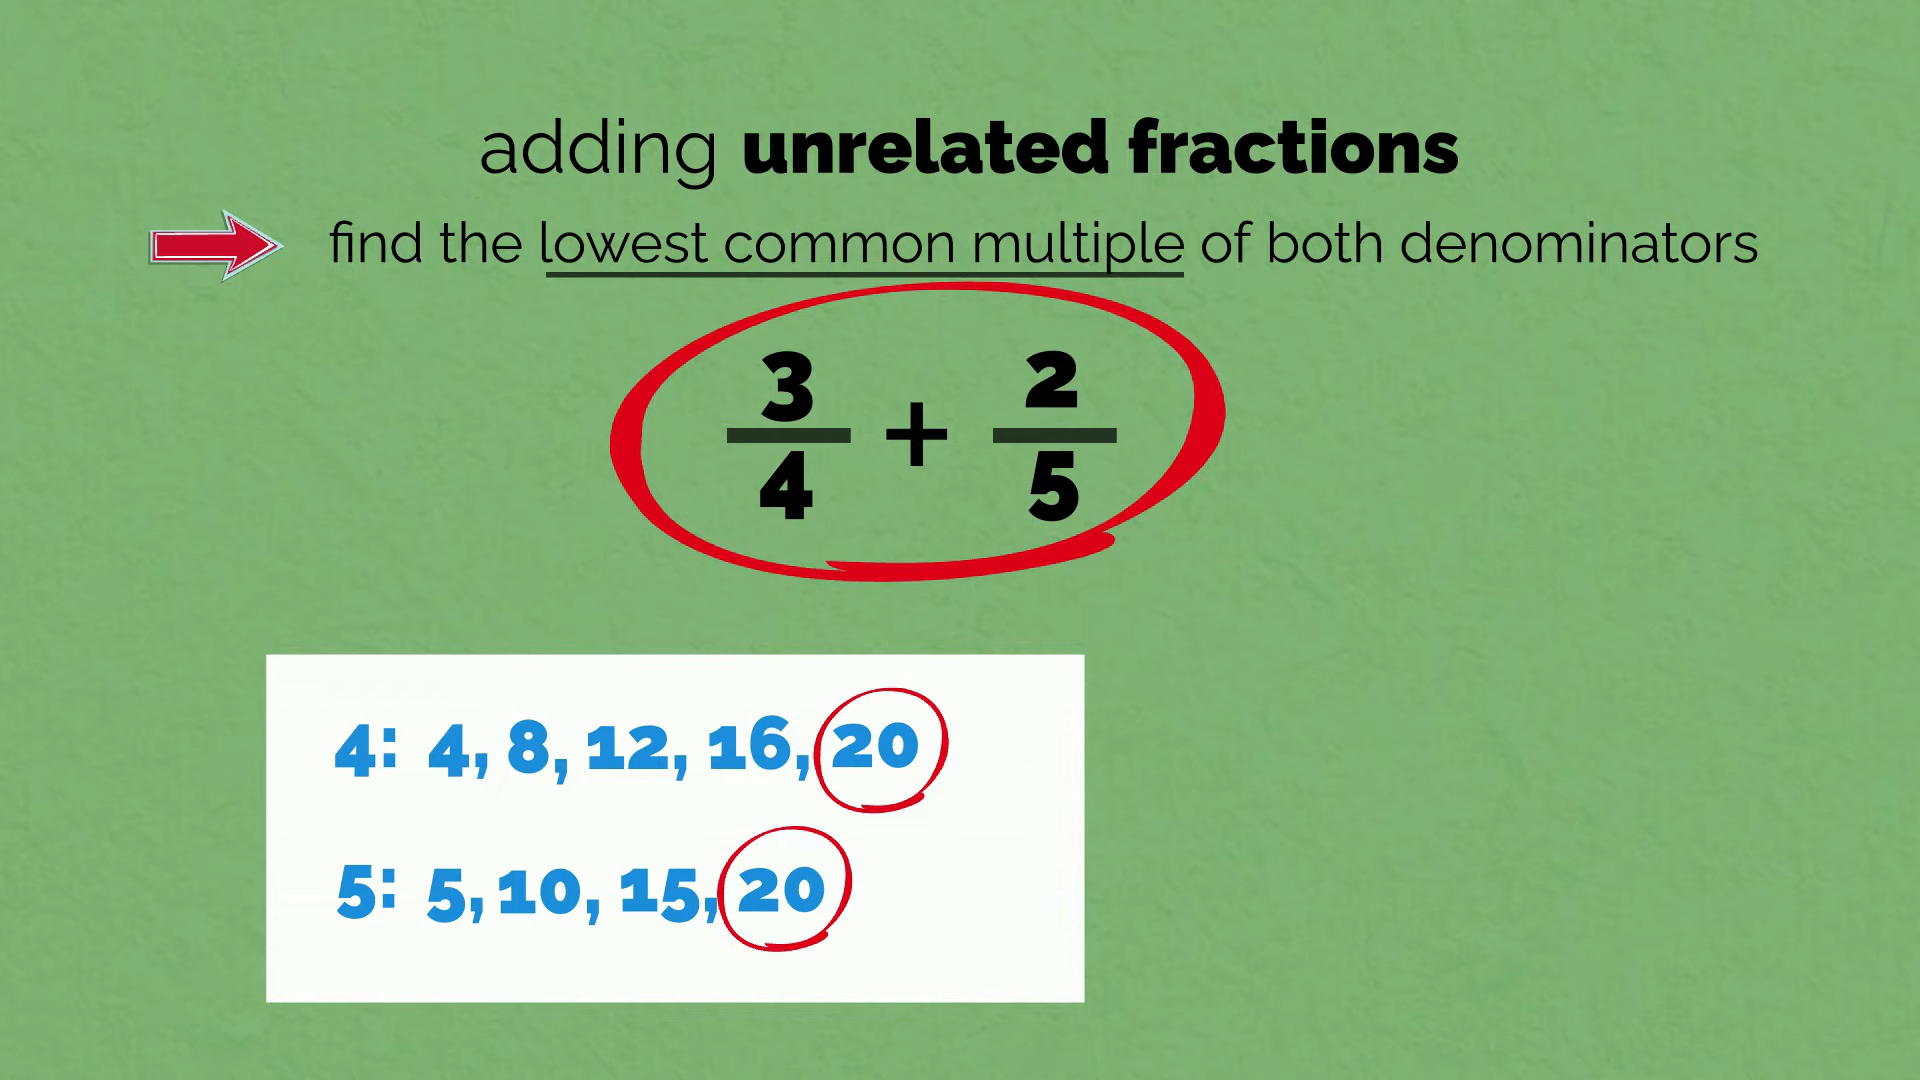 adding unrelated fractions
find the lowest common multiple of both denominators
3/4 + 2/5
4: 4, 8, 12, 16, 20
5: 5, 10, 15, 20